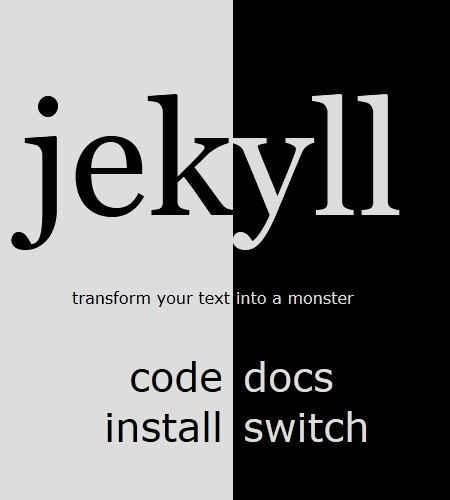 jekyll
transform your text into a monster
code docs
install switch